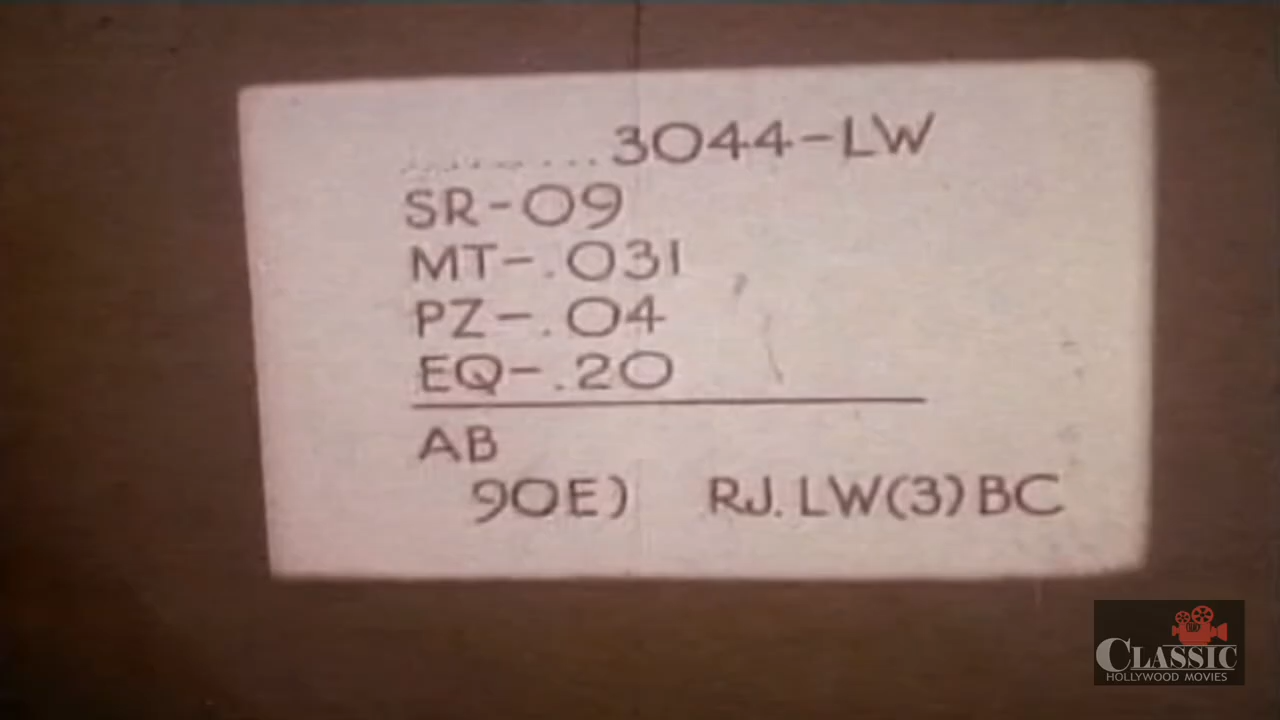 3044-LW
SR-09
MT-.031
PZ-.04
EQ-.20
AB
90E) RJ. LW(3) BC
CLASSIC
HOLLYWOOD MOVIES